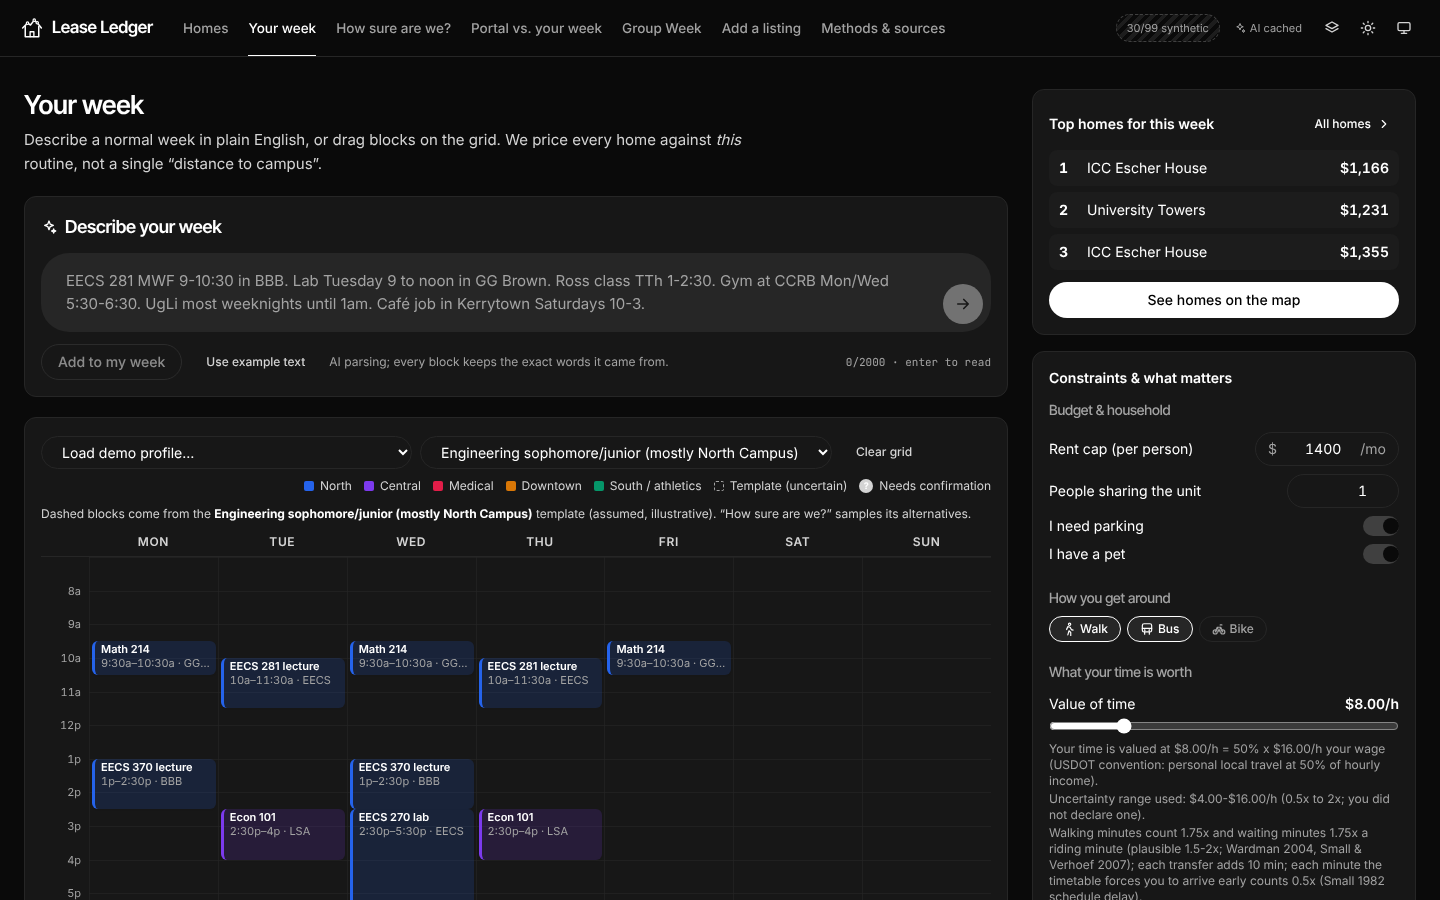 Lease Ledger
Homes
Your week
How sure are we?
Portal vs. your week
Group Week
Add a listing
Methods & sources
30/99 synthetic
AI cached
Your week
Describe a normal week in plain English, or drag blocks on the grid. We price every home against this
routine, not a single “distance to campus”.
Describe your week
EECS 281 MWF 9-10:30 in BBB. Lab Tuesday 9 to noon in GG Brown. Ross class TTh 1-2:30. Gym at CCRB Mon/Wed
5:30-6:30. UgLi most weeknights until 1am. Café job in Kerrytown Saturdays 10-3.
Add to my week
Use example text
AI parsing; every block keeps the exact words it came from.
0/2000 · enter to read
Load demo profile...
Engineering sophomore/junior (mostly North Campus)
Clear grid
North
Central
Medical
Downtown
South / athletics
Template (uncertain)
? Needs confirmation
Dashed blocks come from the Engineering sophomore/junior (mostly North Campus) template (assumed, illustrative). “How sure are we?” samples its alternatives.
MON TUE WED THU FRI SAT SUN
8a
9a
10a
11a
12p
1p
2p
3p
4p
5p
Math 214
9:30a–10:30a · GG...
EECS 370 lecture
1p–2:30p · BBB
EECS 281 lecture
10a–11:30a · EECS
Econ 101
2:30p–4p · LSA
Math 214
9:30a–10:30a · GG...
EECS 370 lecture
1p–2:30p · BBB
EECS 270 lab
2:30p–5:30p · EECS
EECS 281 lecture
10a–11:30a · EECS
Econ 101
2:30p–4p · LSA
Math 214
9:30a–10:30a · GG...
Top homes for this week
All homes
1 ICC Escher House $1,166
2 University Towers $1,231
3 ICC Escher House $1,355
See homes on the map
Constraints & what matters
Budget & household
Rent cap (per person) $ 1400 /mo
People sharing the unit 1
I need parking
I have a pet
How you get around
Walk
Bus
Bike
What your time is worth
Value of time $8.00/h
Your time is valued at $8.00/h = 50% x $16.00/h your wage
(USDOT convention: personal local travel at 50% of hourly
income).
Uncertainty range used: $4.00-$16.00/h (0.5x to 2x; you did
not declare one).
Walking minutes count 1.75x and waiting minutes 1.75x a
riding minute (plausible 1.5-2x; Wardman 2004, Small &
Verhoef 2007); each transfer adds 10 min; each minute the
timetable forces you to arrive early counts 0.5x (Small 1982
schedule delay).